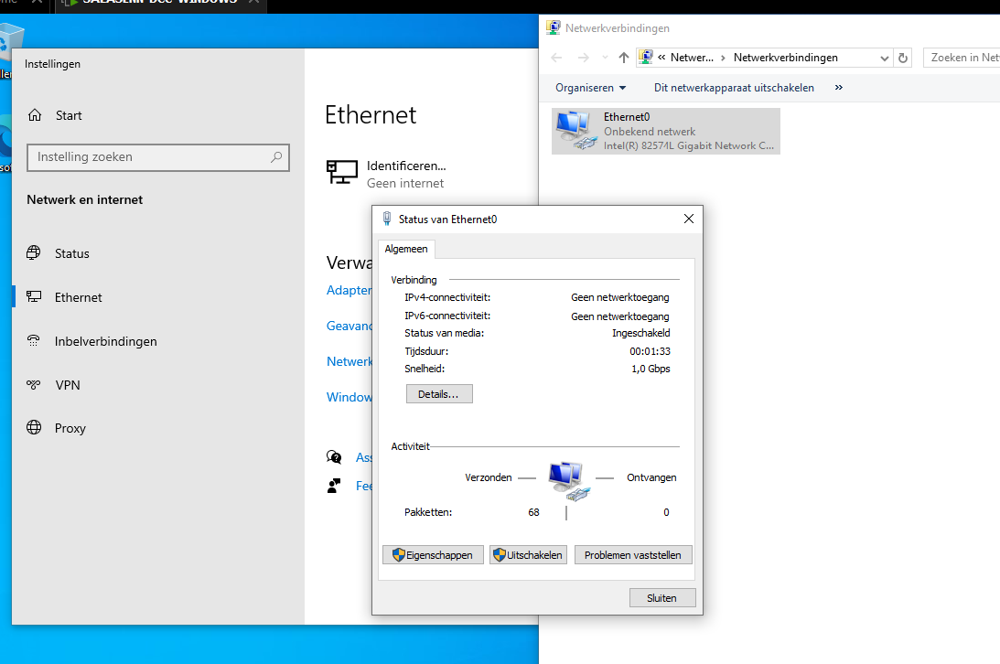 SALASENN-DCC-WINDOWS
Instellingen
Start
Instelling zoeken
Netwerk en internet
Status
Ethernet
Inbelverbindingen
VPN
Proxy
Ethernet
Identificeren...
Geen internet
Verwa
Adapter
Geavanc
Netwerk
Window
Ass
Fee
Netwerkverbindingen
« Netwer... › Netwerkverbindingen
Zoeken in Net
Organiseren
Dit netwerkapparaat uitschakelen
»
Ethernet0
Onbekend netwerk
Intel(R) 82574L Gigabit Network C...
Status van Ethernet0
Algemeen
Verbinding
IPv4-connectiviteit: Geen netwerktoegang
IPv6-connectiviteit: Geen netwerktoegang
Status van media: Ingeschakeld
Tijdsduur: 00:01:33
Snelheid: 1,0 Gbps
Details...
Activiteit
Verzonden — — Ontvangen
Pakketten: 68 | 0
Eigenschappen
Uitschakelen
Problemen vaststellen
Sluiten